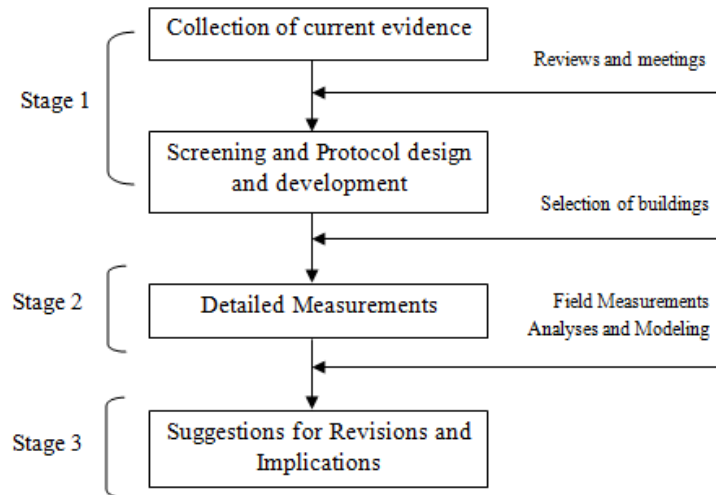 Collection of current evidence
Reviews and meetings
Stage 1
Screening and Protocol design
and development
Selection of buildings
Stage 2
Detailed Measurements
Field Measurements
Analyses and Modeling
Stage 3
Suggestions for Revisions and
Implications